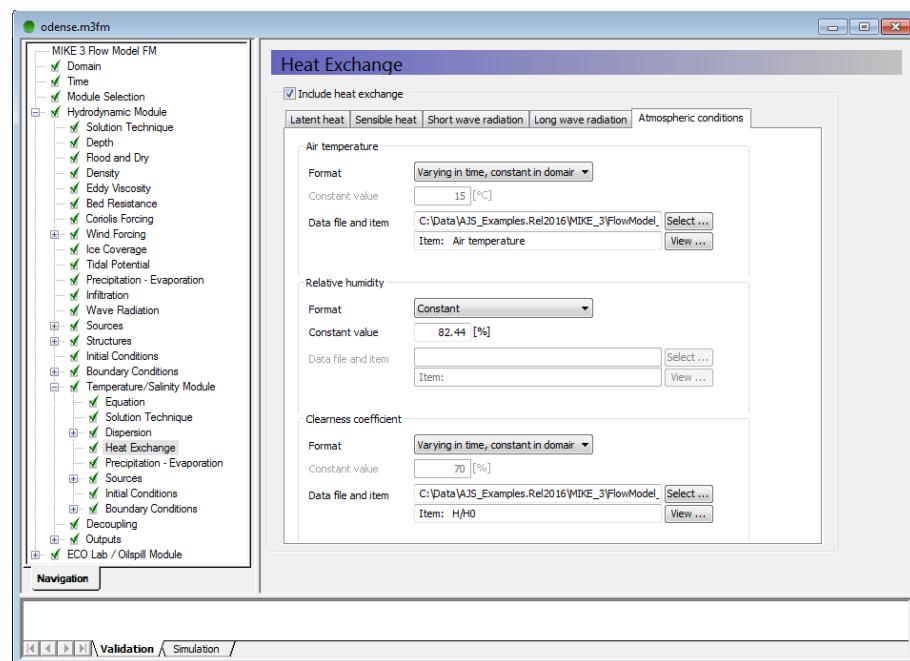 odense.m3fm
MIKE 3 Flow Model FM
Domain
Time
Module Selection
Hydrodynamic Module
Solution Technique
Depth
Flood and Dry
Density
Eddy Viscosity
Bed Resistance
Coriolis Forcing
Wind Forcing
Ice Coverage
Tidal Potential
Precipitation - Evaporation
Infiltration
Wave Radiation
Sources
Structures
Initial Conditions
Boundary Conditions
Temperature/Salinity Module
Equation
Solution Technique
Dispersion
Heat Exchange
Precipitation - Evaporation
Sources
Initial Conditions
Boundary Conditions
Decoupling
Outputs
ECO Lab / Oilspill Module
Navigation
Heat Exchange
Include heat exchange
Latent heat Sensible heat Short wave radiation Long wave radiation Atmospheric conditions
Air temperature
Format Varying in time, constant in domair
Constant value 15 [°C]
Data file and item C:\Data\AJS_Examples.Rel2016\MIKE_3\FlowModel_ Select ...
Item: Air temperature View ...
Relative humidity
Format Constant
Constant value 82.44 [%]
Data file and item Select ...
Item: View ...
Clearness coefficient
Format Varying in time, constant in domair
Constant value 70 [%]
Data file and item C:\Data\AJS_Examples.Rel2016\MIKE_3\FlowModel_ Select ...
Item: H/H0 View ...
Validation Simulation